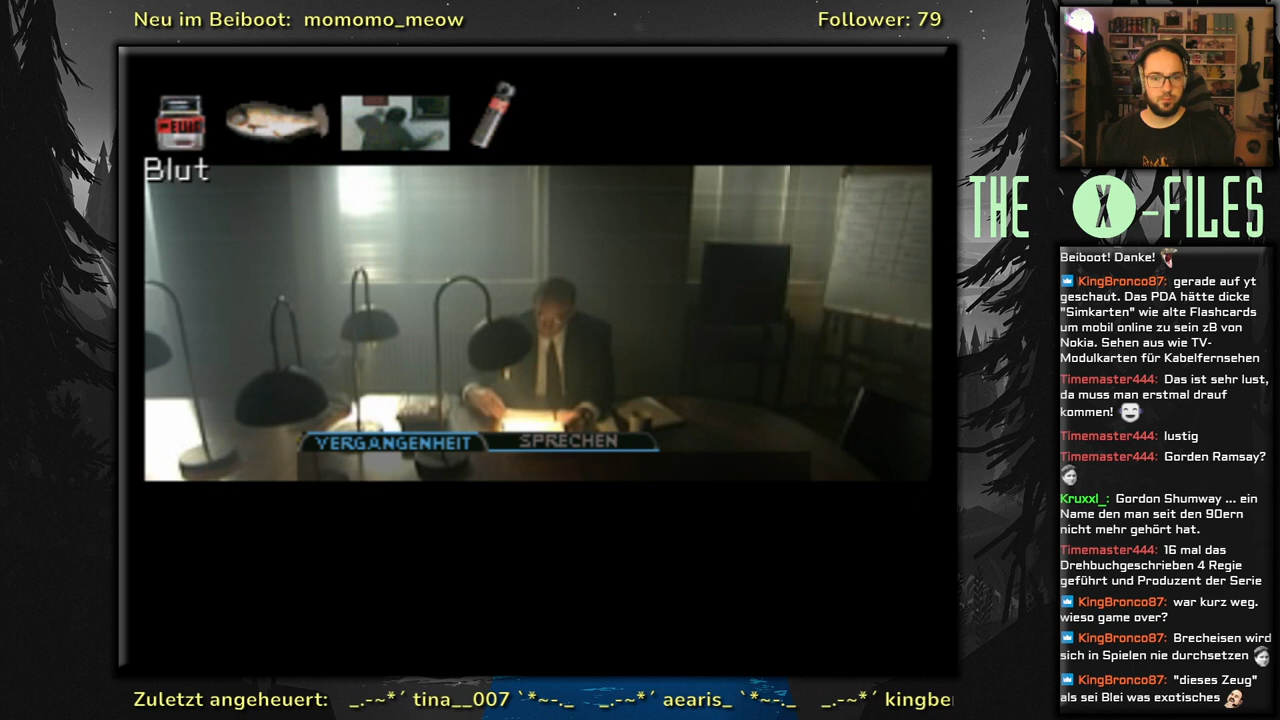 Neu im Beiboot: momomo_meow
Follower: 79
Blut
VERGANGENHEIT
SPRECHEN
THE X-FILES
Beiboot! Danke!
KingBronco87: gerade auf yt
geschaut. Das PDA hätte dicke
"Simkarten" wie alte Flashcards
um mobil online zu sein zB von
Nokia. Sehen aus wie TV-
Modulkarten für Kabelfernsehen
Timemaster444: Das ist sehr lust,
da muss man erstmal drauf
kommen!
Timemaster444: lustig
Timemaster444: Gorden Ramsay?
Kruxxl_: Gordon Shumway ... ein
Name den man seit den 90ern
nicht mehr gehört hat.
Timemaster444: 16 mal das
Drehbuchgeschrieben 4 Regie
geführt und Produzent der Serie
KingBronco87: war kurz weg.
wieso game over?
KingBronco87: Brecheisen wird
sich in Spielen nie durchsetzen
KingBronco87: "dieses Zeug"
als sei Blei was exotisches
Zuletzt angeheuert: _.-~*´ tina__007 `*~-._ _.-~*´ aearis_ `*~-._ _.-~*´ kingbe